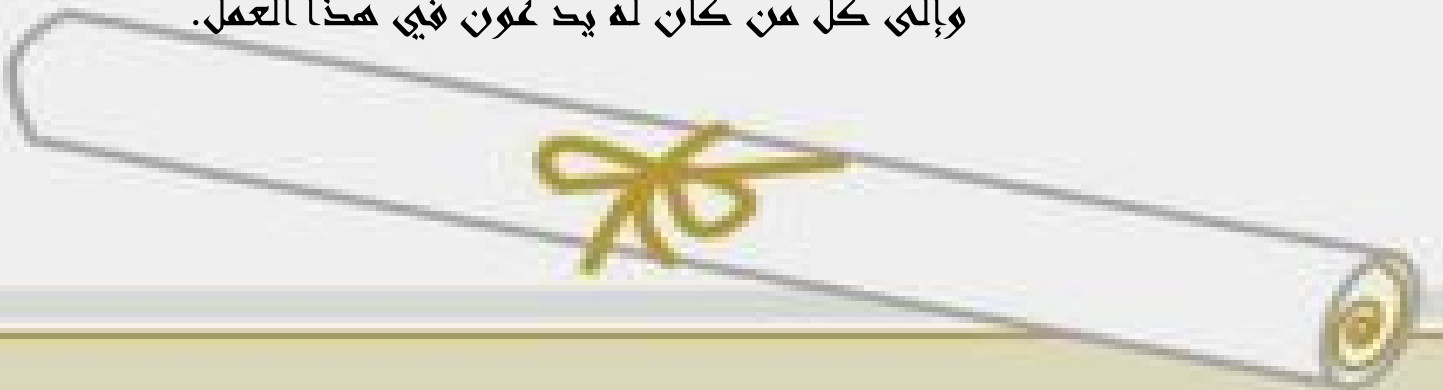 وإلى كل من كان له يد عون في هذا العمل.